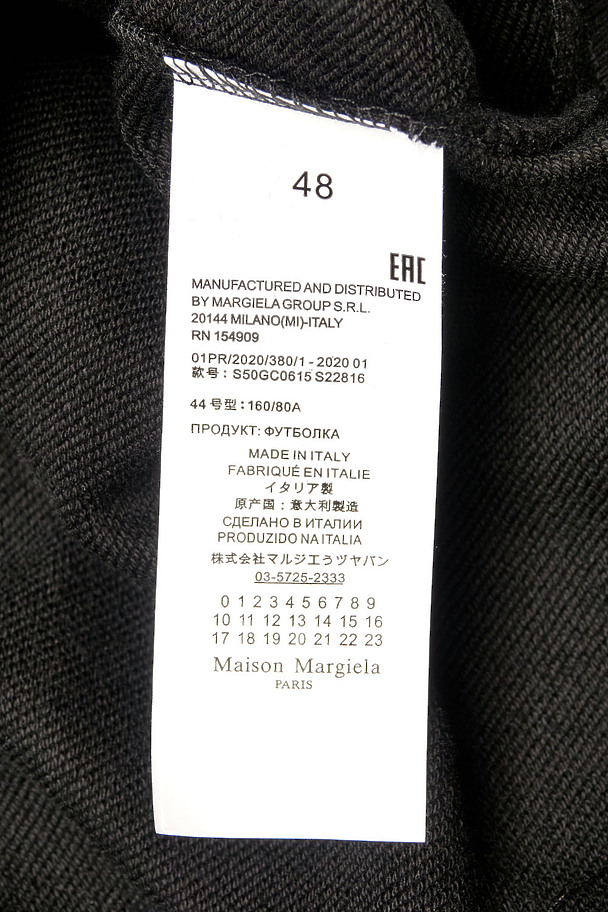 48
EAC
MANUFACTURED AND DISTRIBUTED
BY MARGIELA GROUP S.R.L.
20144 MILANO(MI)-ITALY
RN 154909
01PR/2020/380/1 - 2020 01
款号：S50GC0615 S22816
44 号型：160/80A
ПРОДУКТ: ФУТБОЛКА
MADE IN ITALY
FABRIQUÉ EN ITALIE
イタリア製
原产国：意大利製造
СДЕЛАНО В ИТАЛИИ
PRODUZIDO NA ITALIA
株式会社マルジエうヅヤバン
03-5725-2333
0 1 2 3 4 5 6 7 8 9
10 11 12 13 14 15 16
17 18 19 20 21 22 23
Maison Margiela
PARIS